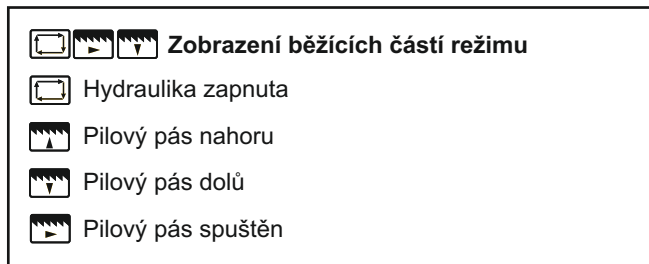 Zobrazení běžících částí režimu
Hydraulika zapnuta
Pilový pás nahoru
Pilový pás dolů
Pilový pás spuštěn